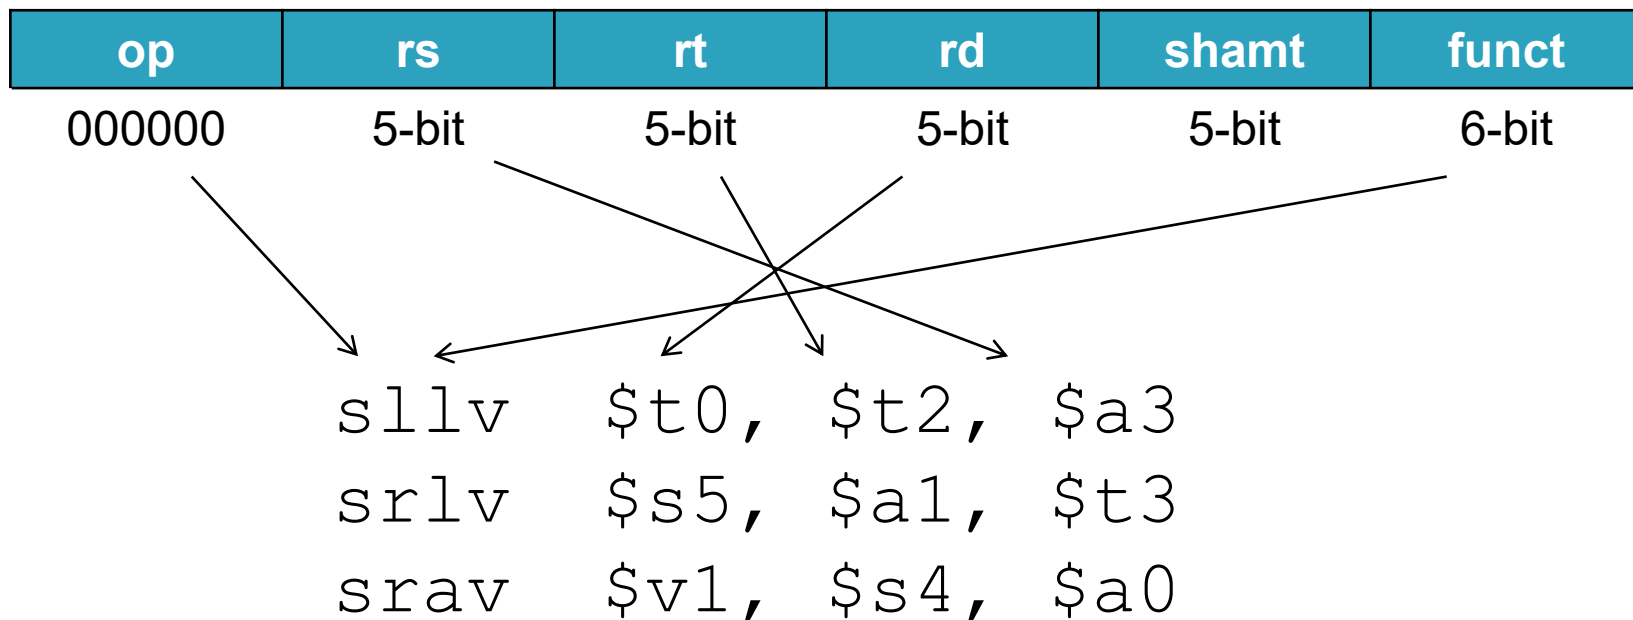 op rs rt rd shamt funct
000000 5-bit 5-bit 5-bit 5-bit 6-bit
sllv $t0, $t2, $a3
srlv $s5, $a1, $t3
srav $v1, $s4, $a0